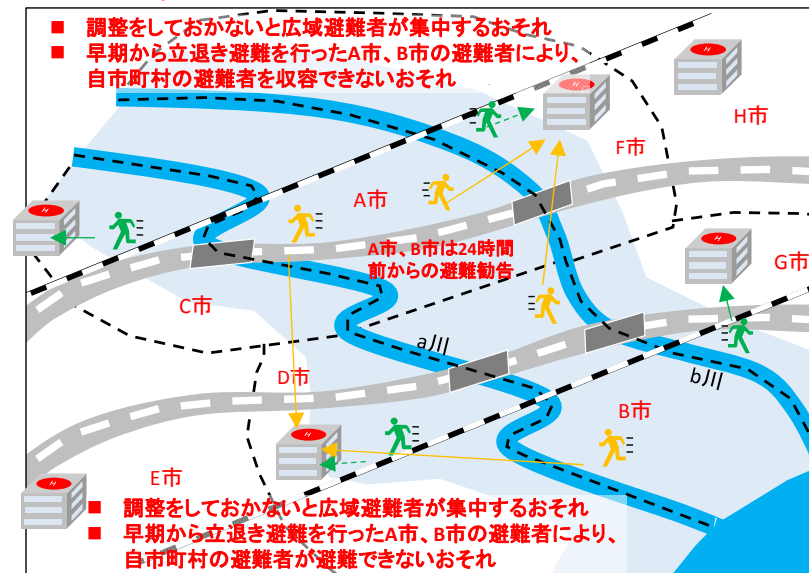 ■ 調整をしておかないと広域避難者が集中するおそれ
■ 早期から立退き避難を行ったA市、B市の避難者により、
自市町村の避難者を収容できないおそれ
H
H
H市
F市
A市
H
H
A市、B市は24時間
前からの避難勧告
G市
C市
a川
D市
b川
B市
H
E市
H
■ 調整をしておかないと広域避難者が集中するおそれ
■ 早期から立退き避難を行ったA市、B市の避難者により、
自市町村の避難者が避難できないおそれ